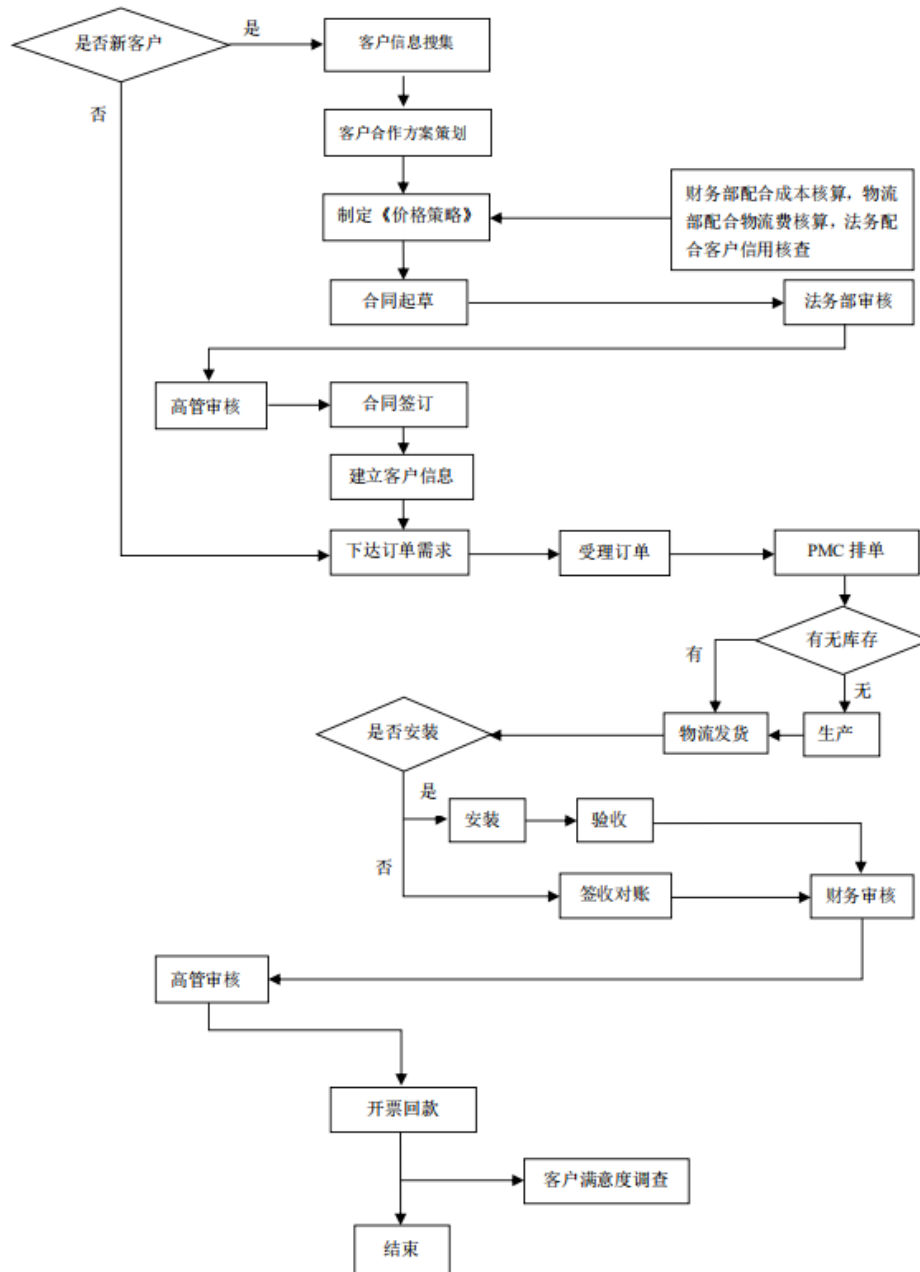 是否新客户
是
客户信息搜集
否
客户合作方案策划
制定《价格策略》
财务部配合成本核算，物流
部配合物流费核算，法务配
合客户信用核查
合同起草
法务部审核
高管审核
合同签订
建立客户信息
下达订单需求
受理订单
PMC 排单
有无库存
有
无
是否安装
物流发货
生产
是
安装
验收
否
签收对账
财务审核
高管审核
开票回款
客户满意度调查
结束